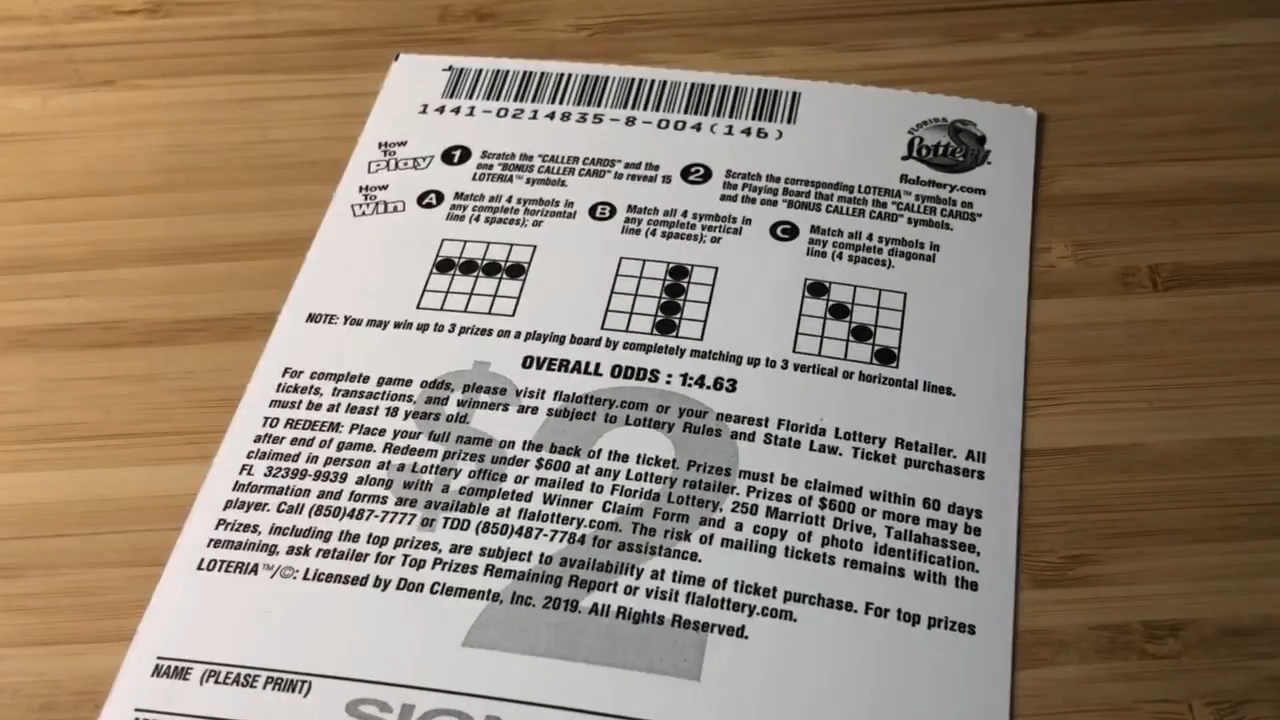 1441-0214835-8-004(146)
FLORIDA
Lottery
flalottery.com
How To Play
1 Scratch the "CALLER CARDS" and the
one "BONUS CALLER CARD" to reveal 15
LOTERIA™ symbols.
2 Scratch the corresponding LOTERIA™ symbols on
the Playing Board that match the "CALLER CARDS"
and the one "BONUS CALLER CARD" symbols.
How To Win
A Match all 4 symbols in
any complete horizontal
line (4 spaces); or
B Match all 4 symbols in
any complete vertical
line (4 spaces); or
C Match all 4 symbols in
any complete diagonal
line (4 spaces).
NOTE: You may win up to 3 prizes on a playing board by completely matching up to 3 vertical or horizontal lines.
OVERALL ODDS : 1:4.63
$2
For complete game odds, please visit flalottery.com or your nearest Florida Lottery Retailer. All
tickets, transactions, and winners are subject to Lottery Rules and State Law. Ticket purchasers
must be at least 18 years old.
TO REDEEM: Place your full name on the back of the ticket. Prizes must be claimed within 60 days
after end of game. Redeem prizes under $600 at any Lottery retailer. Prizes of $600 or more may be
claimed in person at a Lottery office or mailed to Florida Lottery, 250 Marriott Drive, Tallahassee,
FL 32399-9939 along with a completed Winner Claim Form and a copy of photo identification.
Information and forms are available at flalottery.com. The risk of mailing tickets remains with the
player. Call (850)487-7777 or TDD (850)487-7784 for assistance.
Prizes, including the top prizes, are subject to availability at time of ticket purchase. For top prizes
remaining, ask retailer for Top Prizes Remaining Report or visit flalottery.com.
LOTERIA™/©: Licensed by Don Clemente, Inc. 2019. All Rights Reserved.
NAME (PLEASE PRINT)